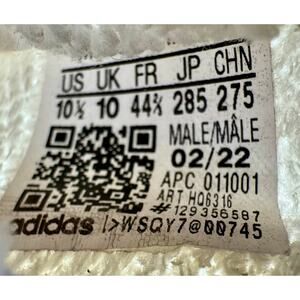 US UK FR JP CHN
10½ 10 44⅔ 285 275
MALE/MÂLE
02/22
APC 011001
ART HQ6316
#129356587
adidas I>WSQY7@00745